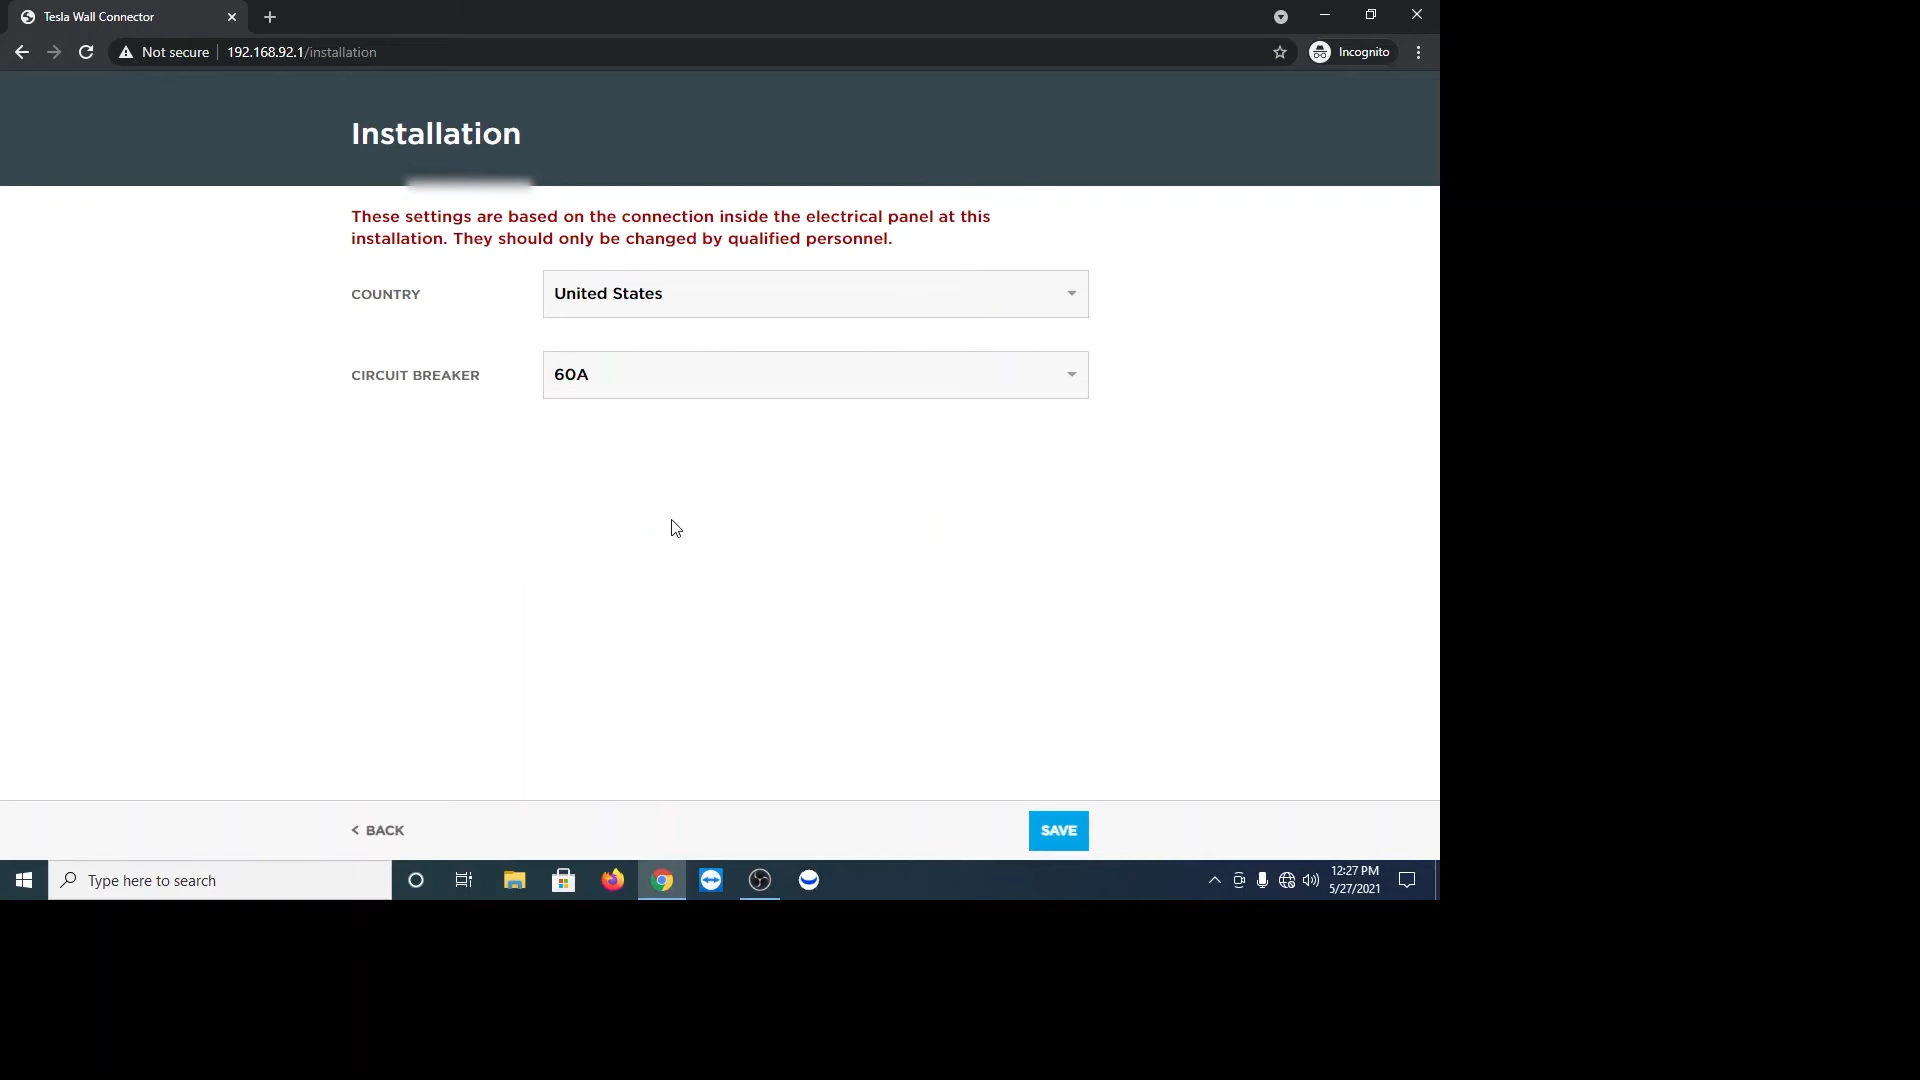 Tesla Wall Connector
Not secure 192.168.92.1/installation Incognito
Installation
These settings are based on the connection inside the electrical panel at this
installation. They should only be changed by qualified personnel.
COUNTRY United States
CIRCUIT BREAKER 60A
< BACK SAVE
Type here to search
12:27 PM
5/27/2021